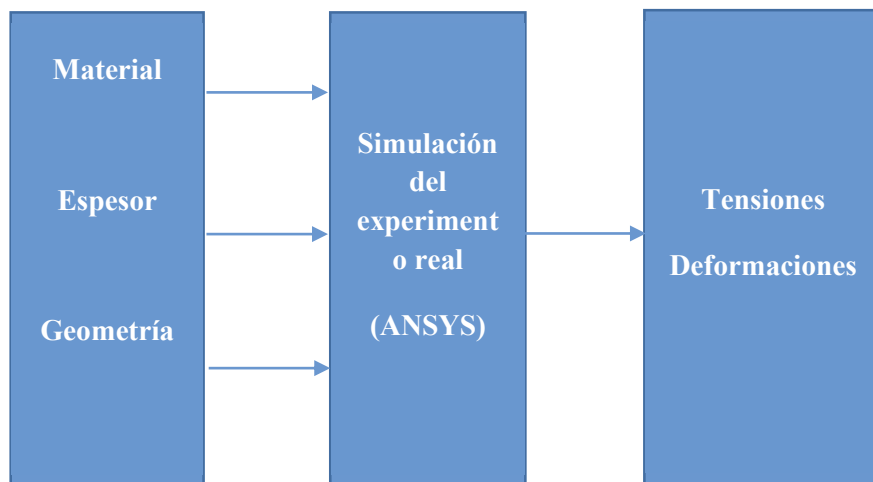 Material
Espesor
Geometría
Simulación
del
experiment
o real
(ANSYS)
Tensiones
Deformaciones